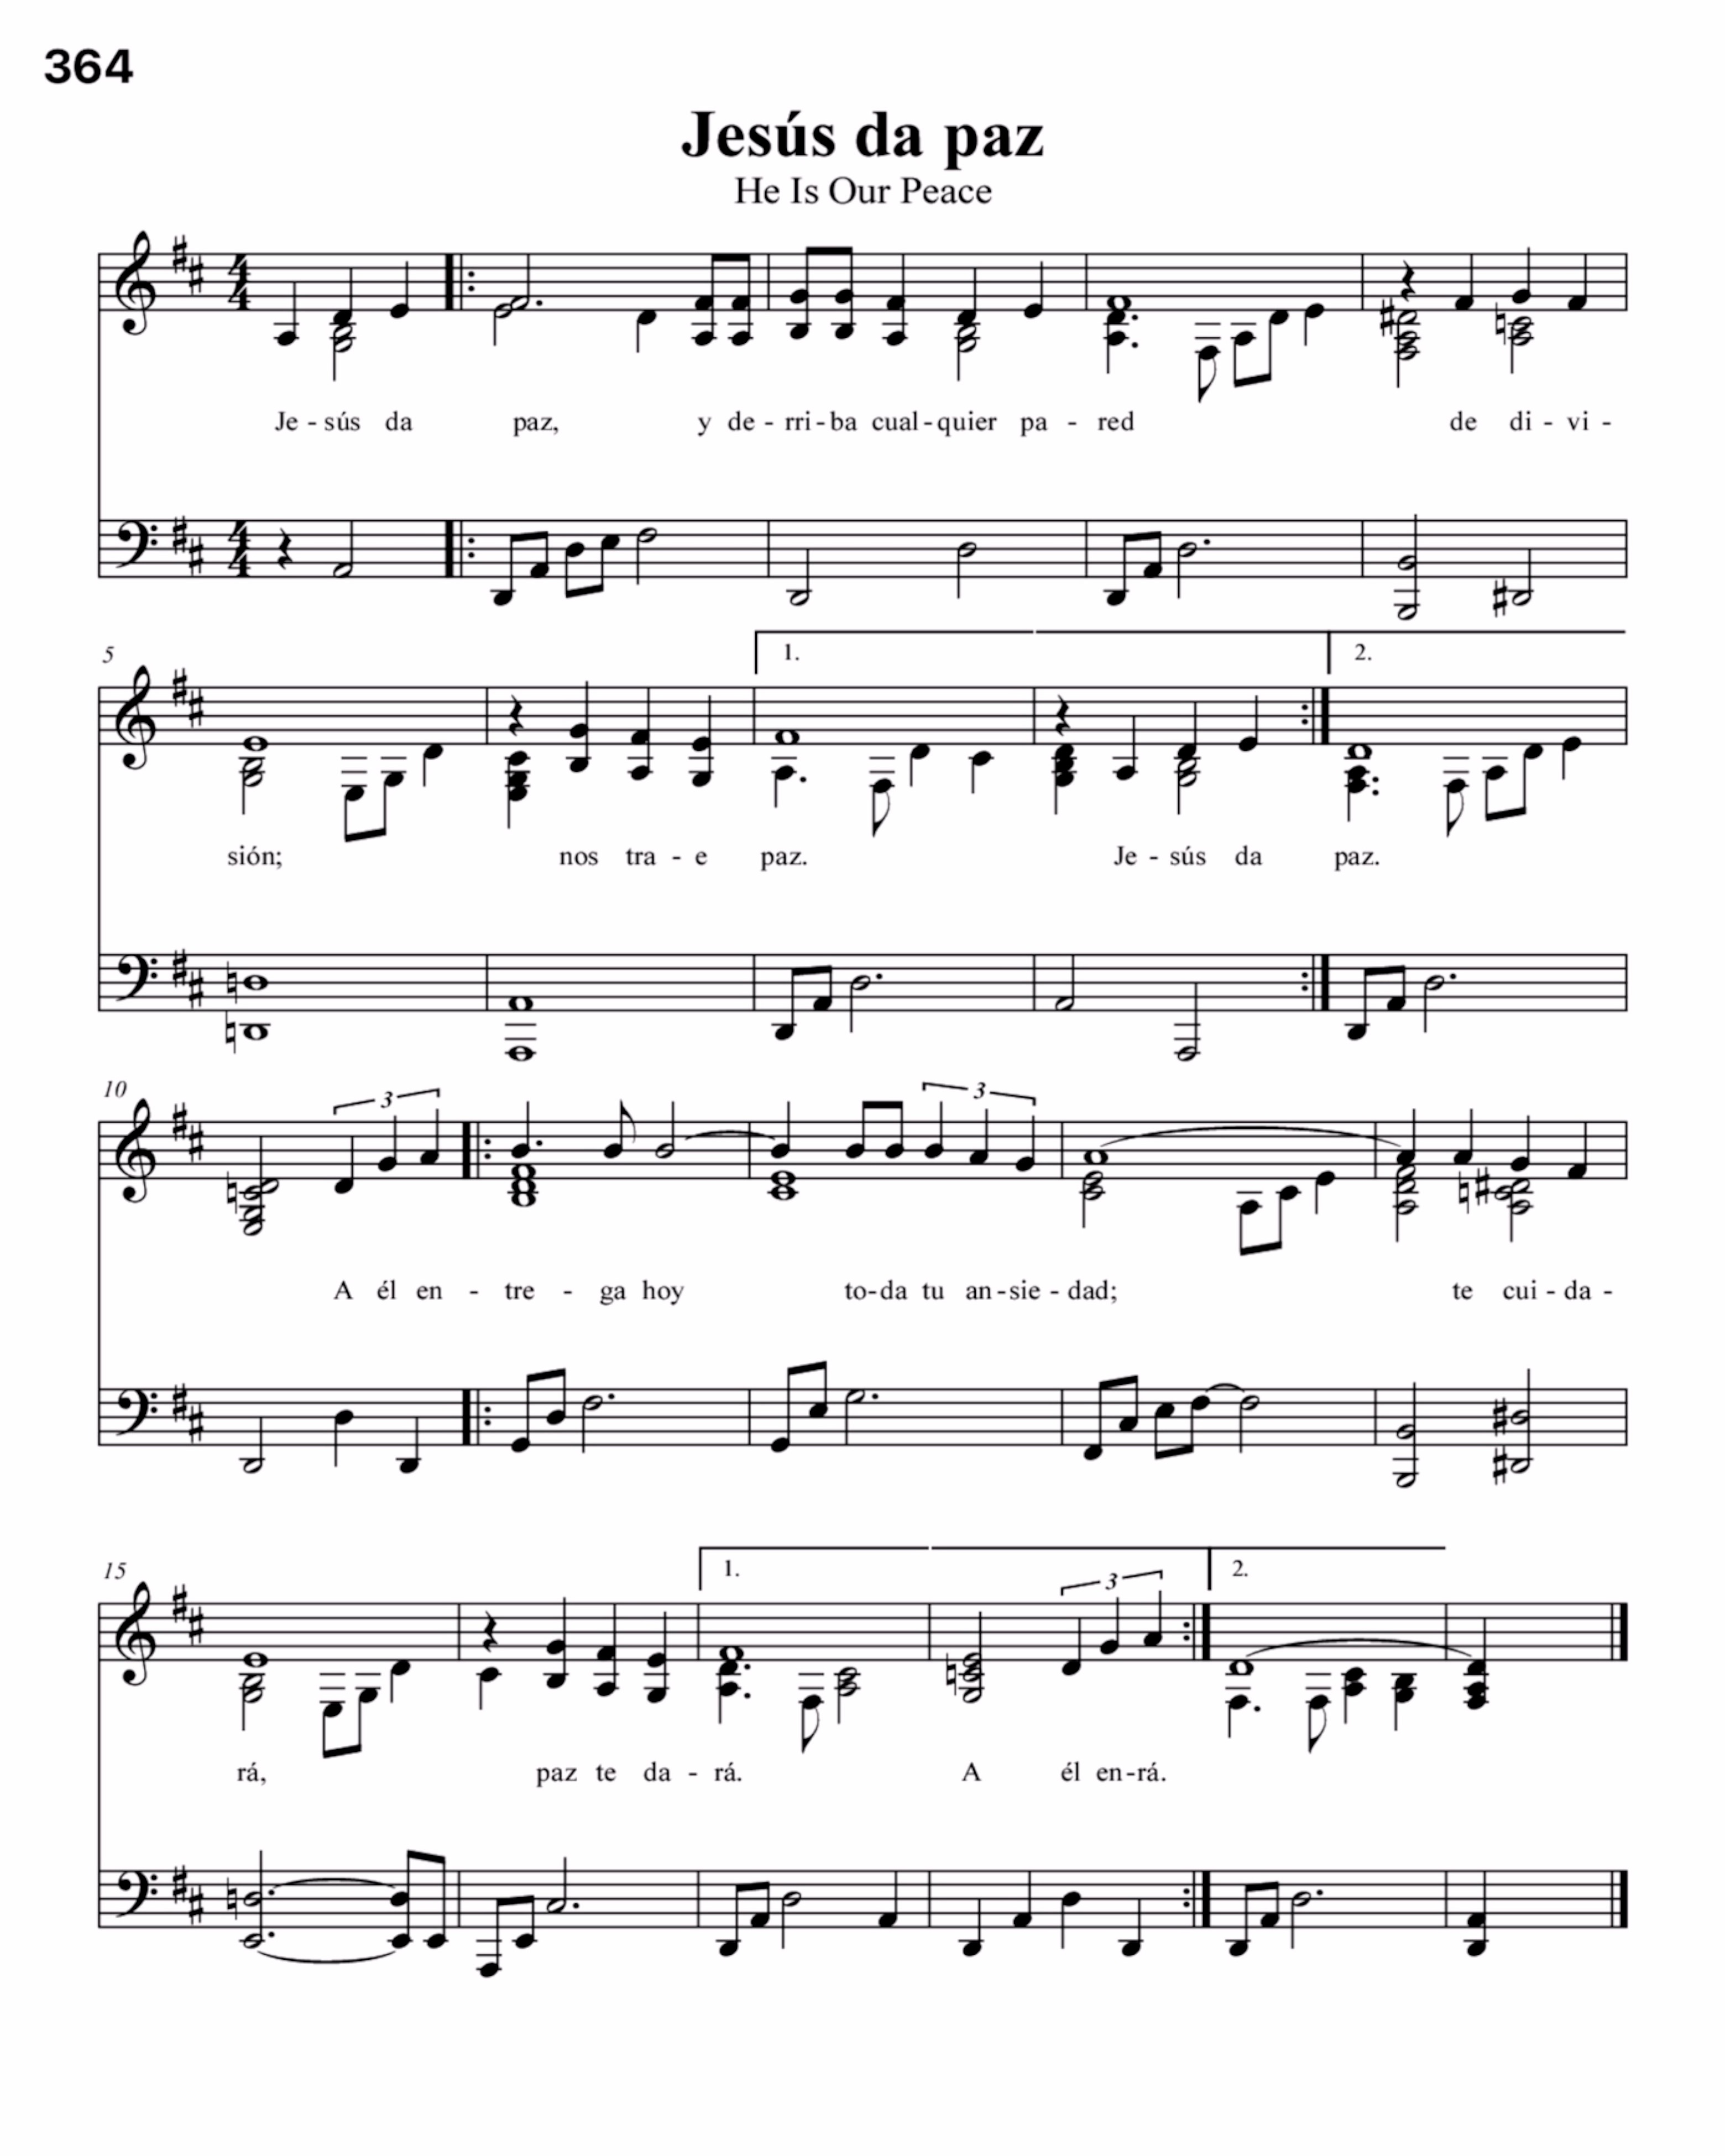 364
Jesús da paz
He Is Our Peace
Je - sús da paz, y de - rri - ba cual - quier pa - red de di - vi -
5
1. 2.
sión; nos tra - e paz. Je - sús da paz.
10
3 3
A él en - tre - ga hoy to - da tu an - sie - dad; te cui - da -
15
1. 3 2.
rá, paz te da - rá. A él en - rá.